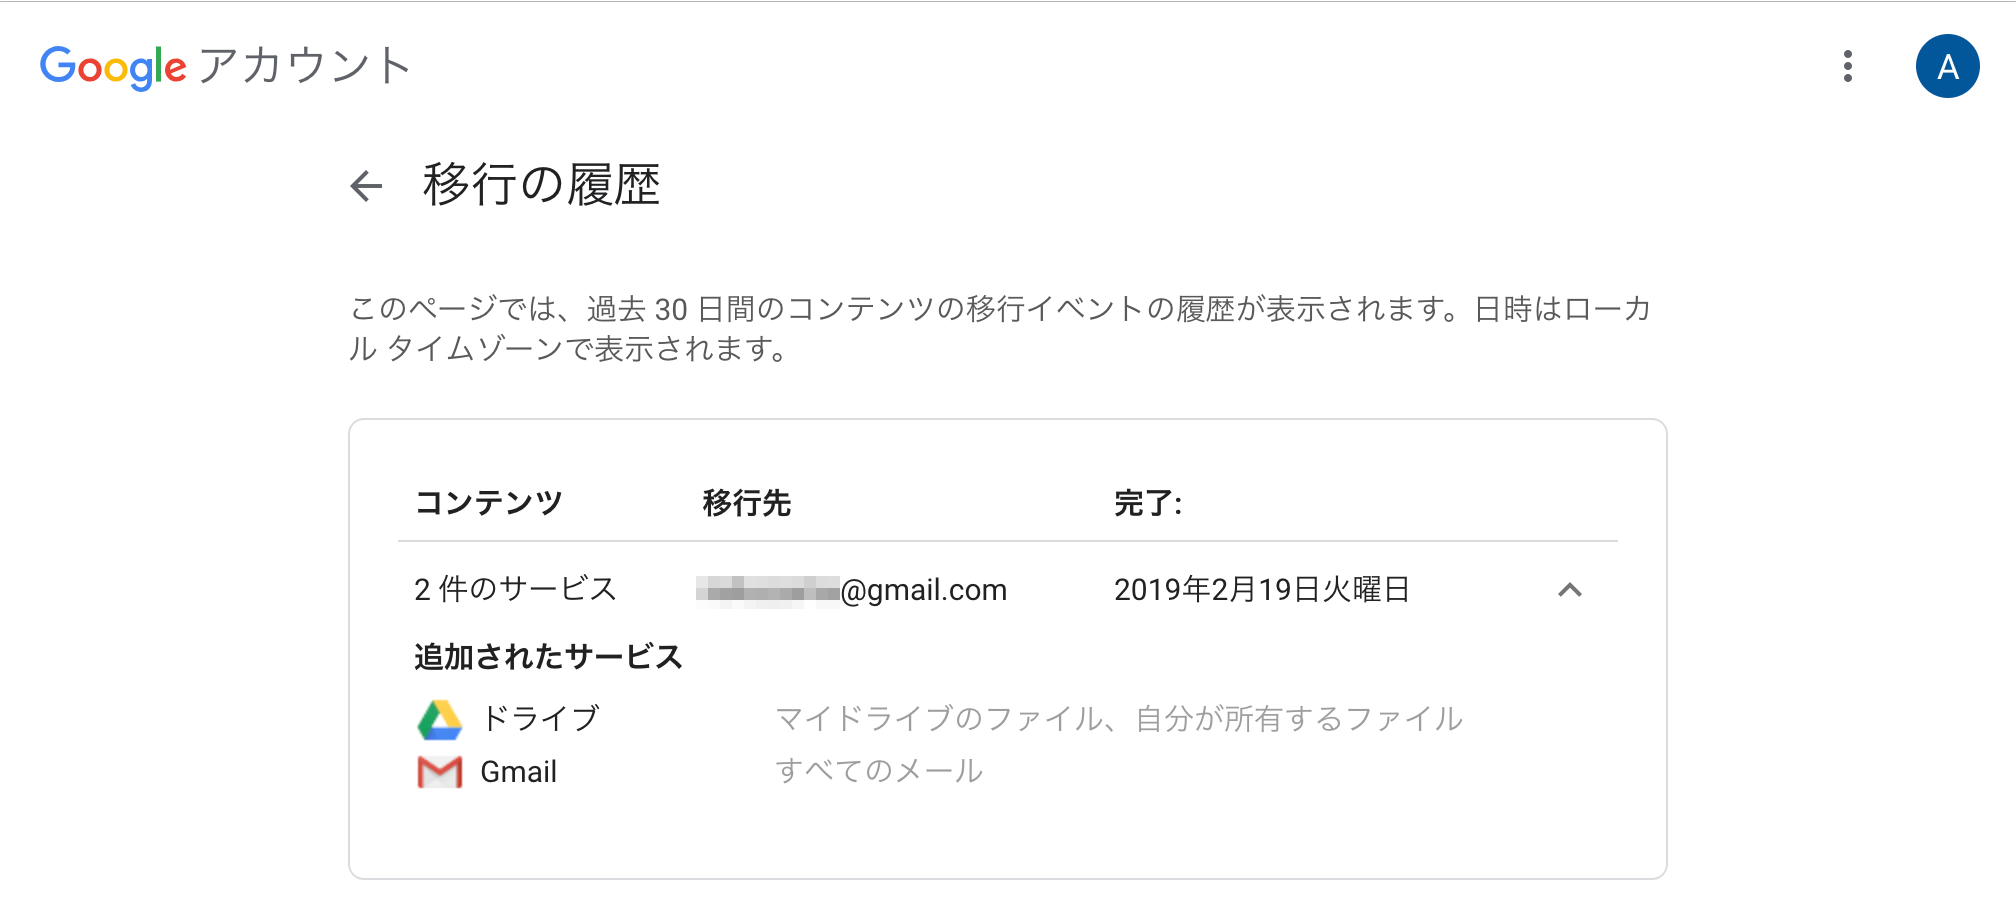 Google アカウント
A
移行の履歴
このページでは、過去 30 日間のコンテンツの移行イベントの履歴が表示されます。日時はローカ
ル タイムゾーンで表示されます。
コンテンツ 移行先 完了:
2 件のサービス @gmail.com 2019年2月19日火曜日
追加されたサービス
ドライブ マイドライブのファイル、自分が所有するファイル
Gmail すべてのメール